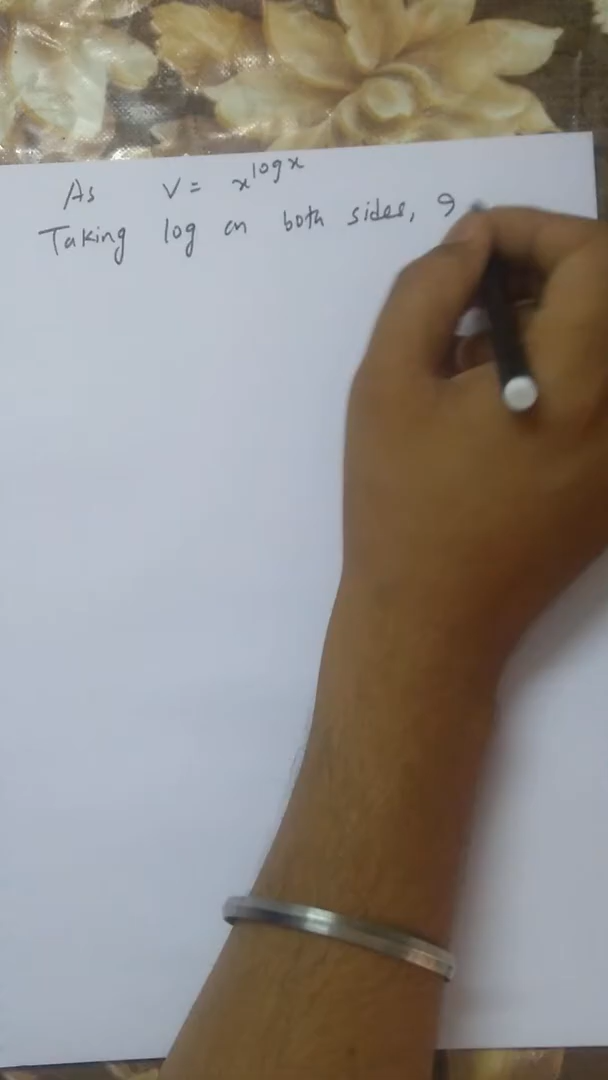 As V = x^log x
Taking log on both sides,